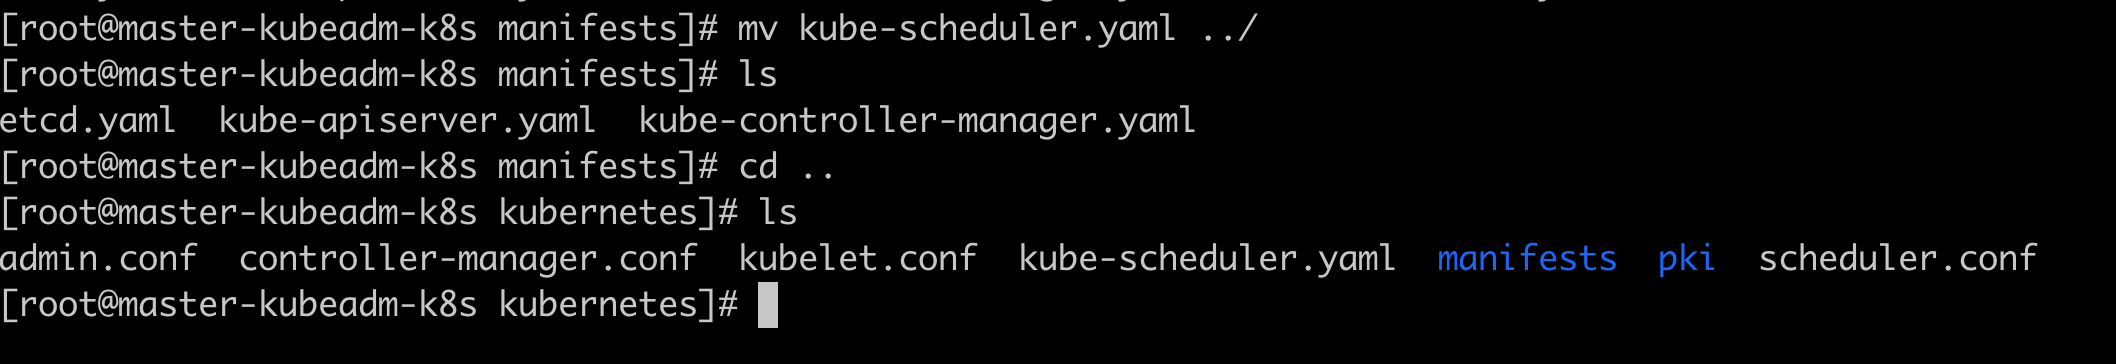 [root@master-kubeadm-k8s manifests]# mv kube-scheduler.yaml ../
[root@master-kubeadm-k8s manifests]# ls
etcd.yaml  kube-apiserver.yaml  kube-controller-manager.yaml
[root@master-kubeadm-k8s manifests]# cd ..
[root@master-kubeadm-k8s kubernetes]# ls
admin.conf  controller-manager.conf  kubelet.conf  kube-scheduler.yaml  manifests  pki  scheduler.conf
[root@master-kubeadm-k8s kubernetes]#